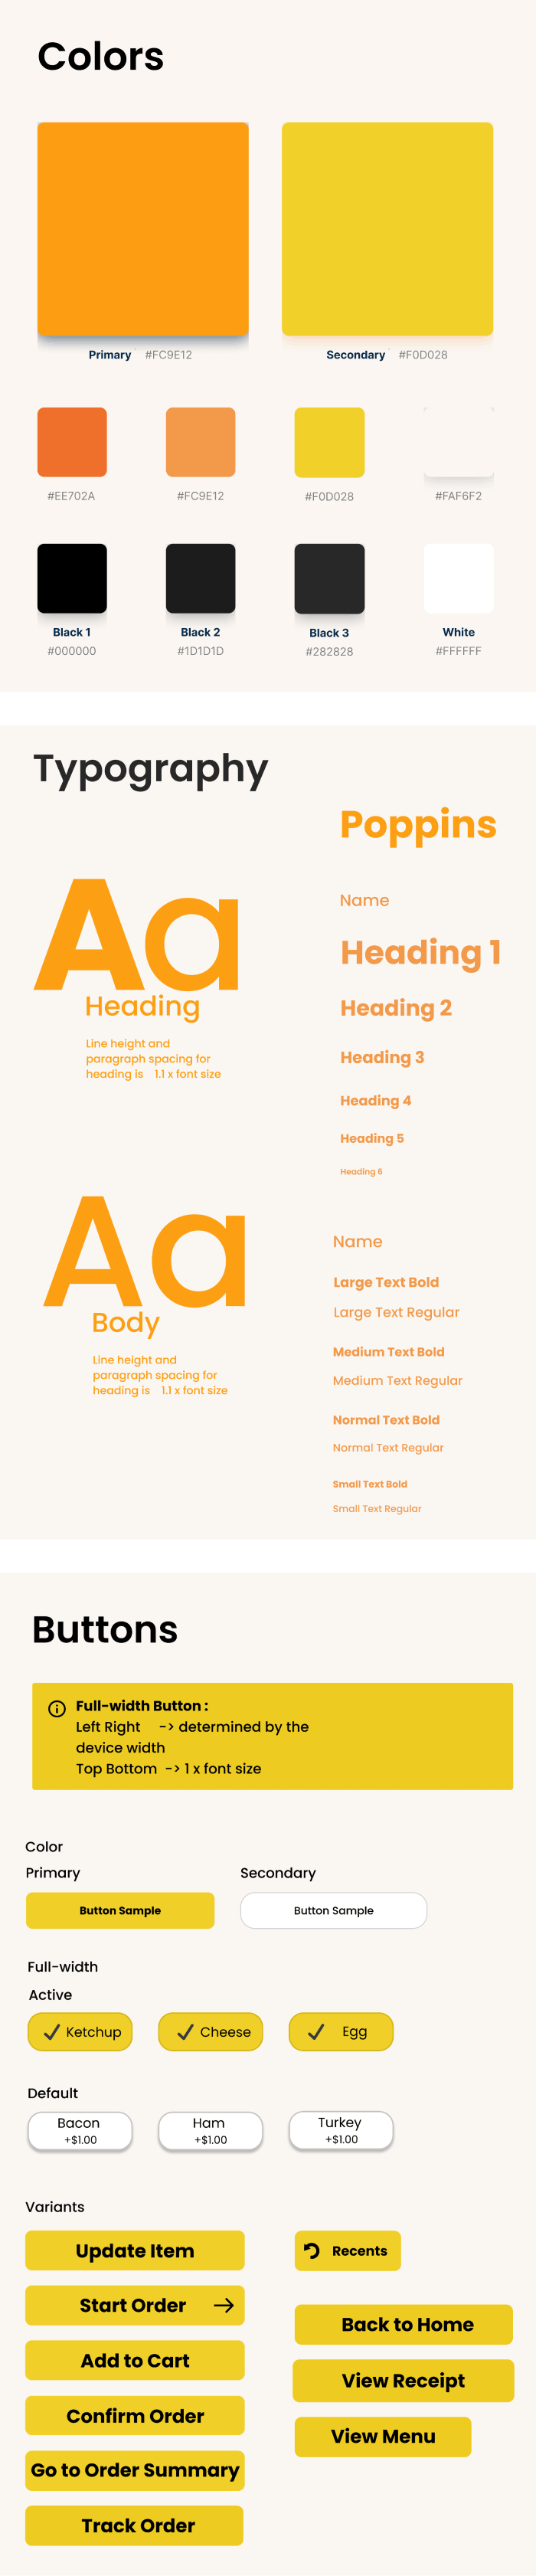 Colors
Primary #FC9E12
Secondary #F0D028
#EE702A
#FC9E12
#F0D028
#FAF6F2
Black 1
#000000
Black 2
#1D1D1D
Black 3
#282828
White
#FFFFFF
Typography
Poppins
Aa
Heading
Line height and
paragraph spacing for
heading is 1.1 x font size
Name
Heading 1
Heading 2
Heading 3
Heading 4
Heading 5
Heading 6
Aa
Body
Line height and
paragraph spacing for
heading is 1.1 x font size
Name
Large Text Bold
Large Text Regular
Medium Text Bold
Medium Text Regular
Normal Text Bold
Normal Text Regular
Small Text Bold
Small Text Regular
Buttons
Full-width Button :
Left Right -> determined by the
device width
Top Bottom -> 1 x font size
Color
Primary
Secondary
Button Sample
Button Sample
Full-width
Active
Ketchup
Cheese
Egg
Default
Bacon
+$1.00
Ham
+$1.00
Turkey
+$1.00
Variants
Update Item
Start Order
Add to Cart
Confirm Order
Go to Order Summary
Track Order
Recents
Back to Home
View Receipt
View Menu